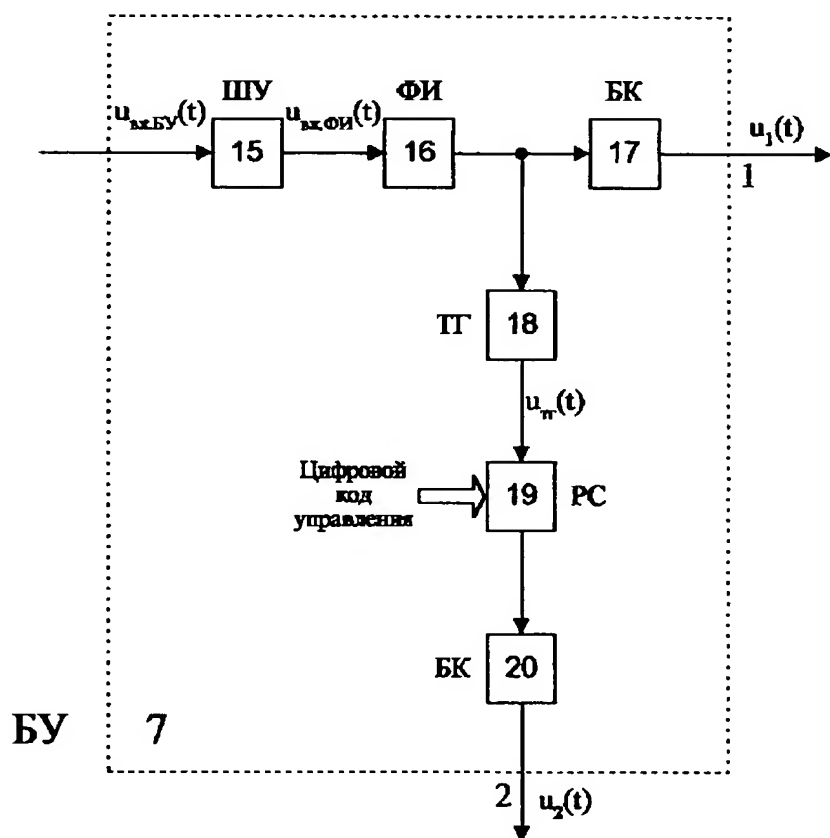 ШУ ФИ БК
u_вх.БУ(t) u_вх.ФИ(t) u_1(t)
15 16 17
1
ТГ 18
u_тг(t)
Цифровой
код
управления
19 РС
БК 20
БУ 7
2 u_2(t)